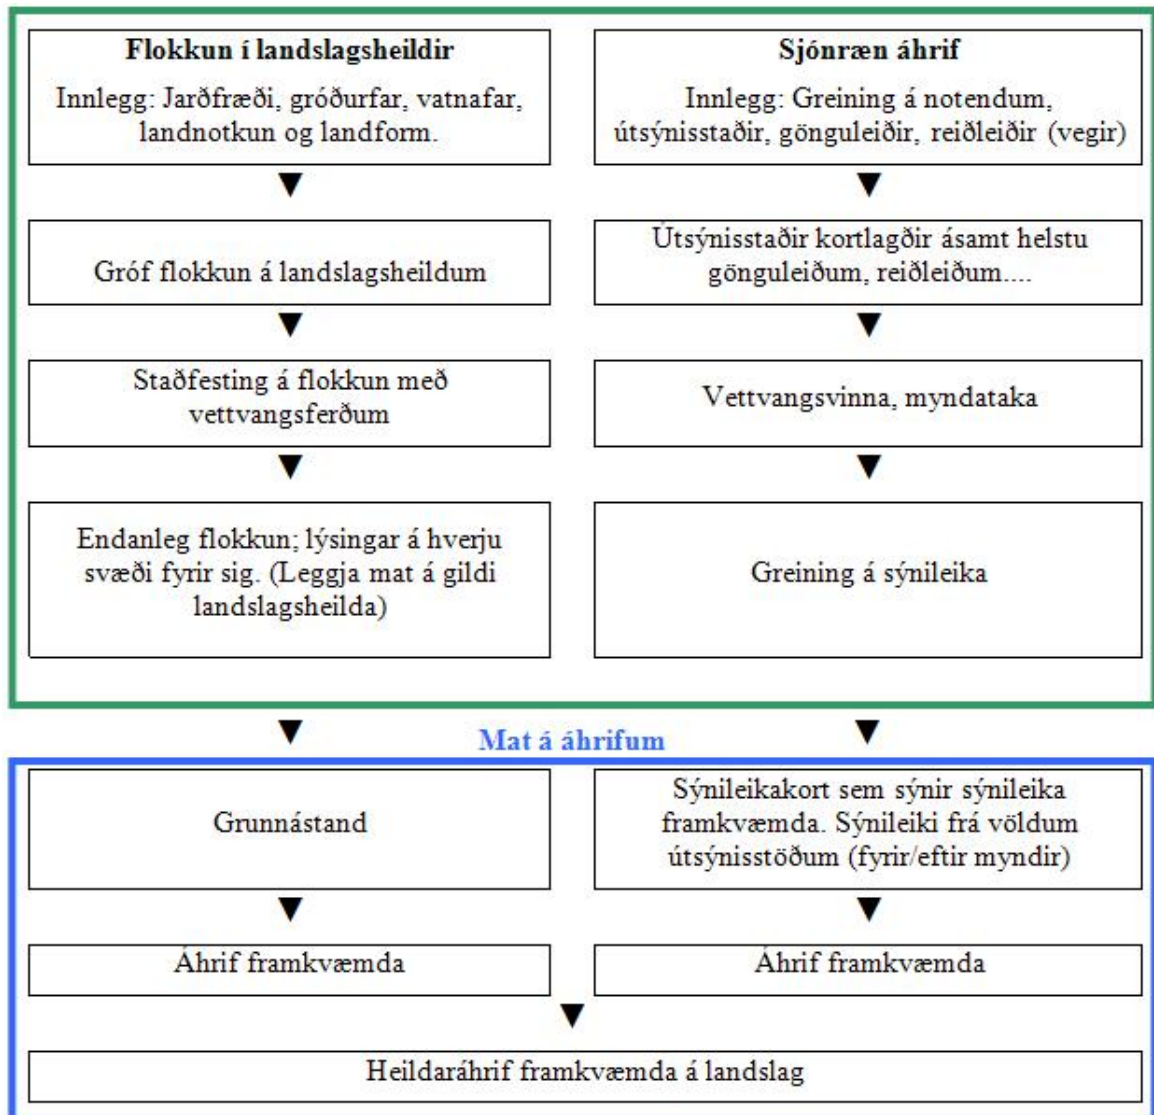 Flokkun í landslagsheildir
Innlegg: Jarðfræði, gróðurfar, vatnafar,
landnotkun og landform.
Gróf flokkun á landslagsheildum
Staðfesting á flokkun með
vettvangsferðum
Endanleg flokkun; lýsingar á hverju
svæði fyrir sig. (Leggja mat á gildi
landslagsheilda)
Sjónræn áhrif
Innlegg: Greining á notendum,
útsýnisstaðir, gönguleiðir, reiðleiðir (vegir)
Útsýnisstaðir kortlagðir ásamt helstu
gönguleiðum, reiðleiðum....
Vettvangsvinna, myndataka
Greining á sýnileika
Mat á áhrifum
Grunnástand
Áhrif framkvæmda
Sýnileikakort sem sýnir sýnileika
framkvæmda. Sýnileiki frá völdum
útsýnisstöðum (fyrir/eftir myndir)
Áhrif framkvæmda
Heildaráhrif framkvæmda á landslag